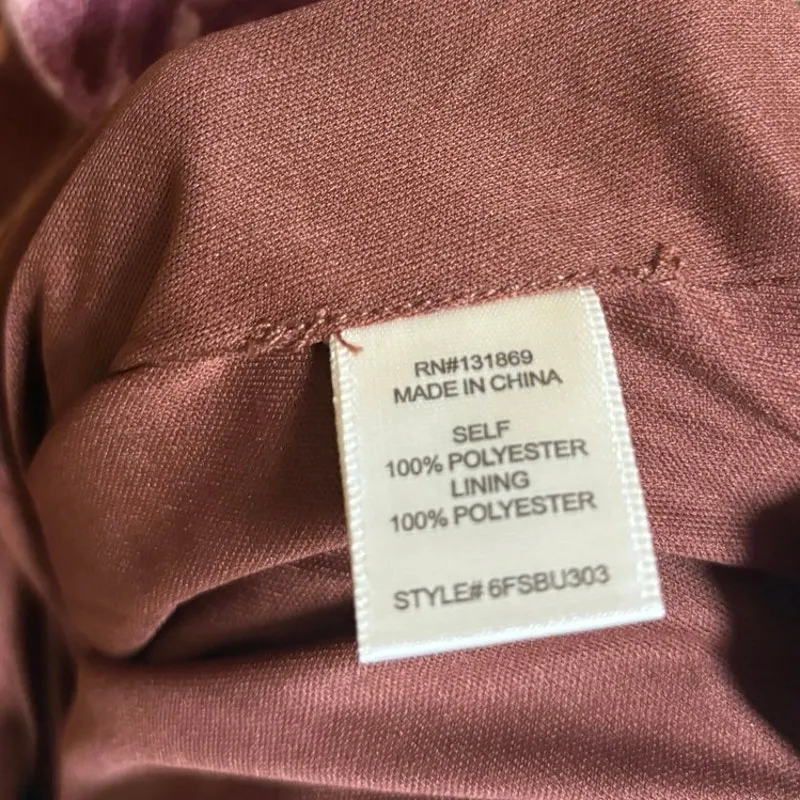 RN#131869
MADE IN CHINA
SELF
100% POLYESTER
LINING
100% POLYESTER
STYLE# 6FSBU303